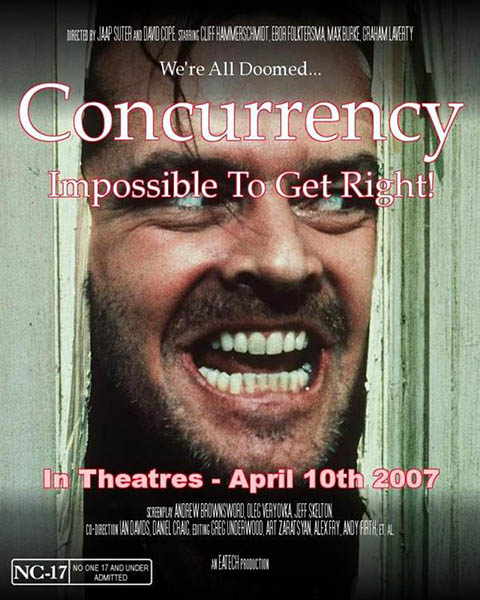 DIRECTED BY JAAP SUTER AND DAVID COPE. STARRING CLIFF HAMMERSCHMIDT, EBOR FOLKTERSMA, MAX BURKE, GRAHAM LAVERTY
We're All Doomed...
Concurrency
Impossible To Get Right!
In Theatres - April 10th 2007
SCREENPLAY ANDREW BROWNSWORD, OLEG VERYOVKA, JEFF SKELTON,
CO-DIRECTION IAN DAVIDS, DANIEL CRAIG. EDITING GREG UNDERWOOD, ART ZARATSYAN, ALEX FRY, ANDY FIRTH, ET. AL.
AN EATECH PRODUCTION
NC-17 NO ONE 17 AND UNDER
ADMITTED